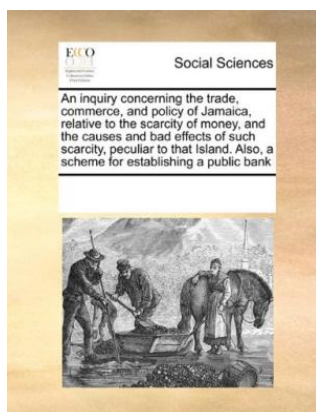 ECCO
Social Sciences
An inquiry concerning the trade,
commerce, and policy of Jamaica,
relative to the scarcity of money, and
the causes and bad effects of such
scarcity, peculiar to that Island. Also, a
scheme for establishing a public bank